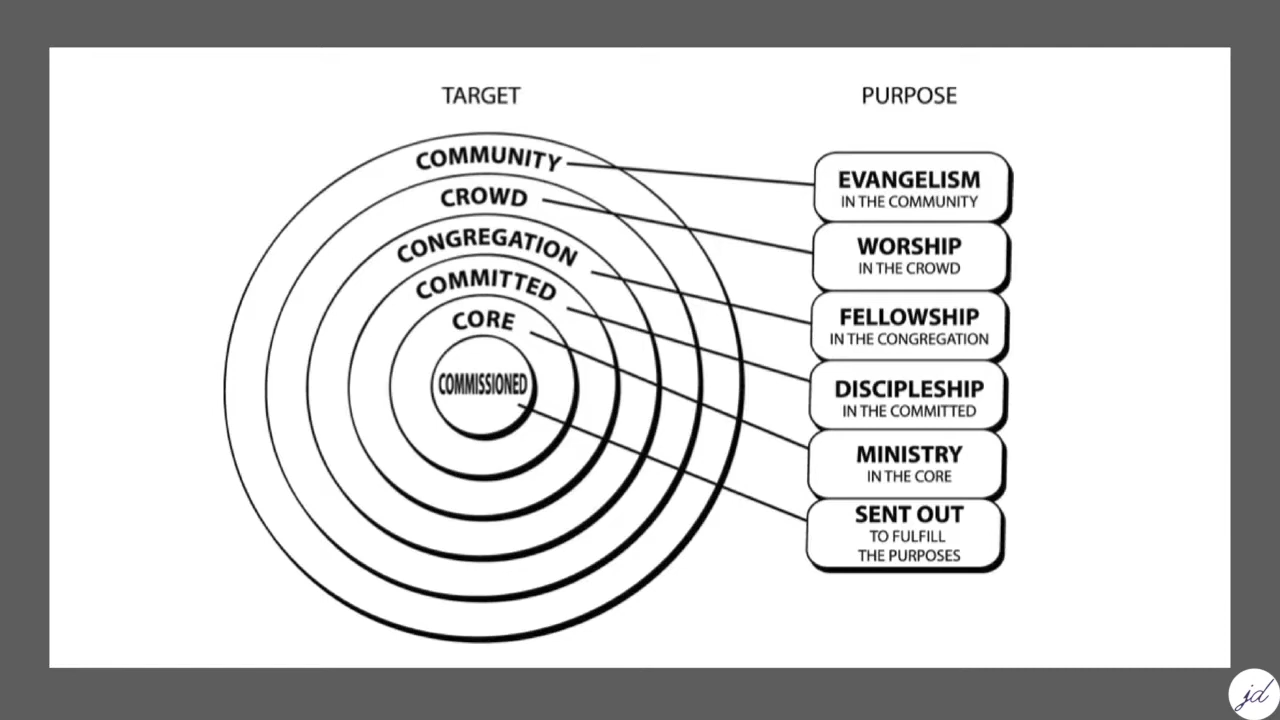 TARGET
PURPOSE
COMMUNITY
CROWD
CONGREGATION
COMMITTED
CORE
COMMISSIONED
EVANGELISM
IN THE COMMUNITY
WORSHIP
IN THE CROWD
FELLOWSHIP
IN THE CONGREGATION
DISCIPLESHIP
IN THE COMMITTED
MINISTRY
IN THE CORE
SENT OUT
TO FULFILL
THE PURPOSES
jd